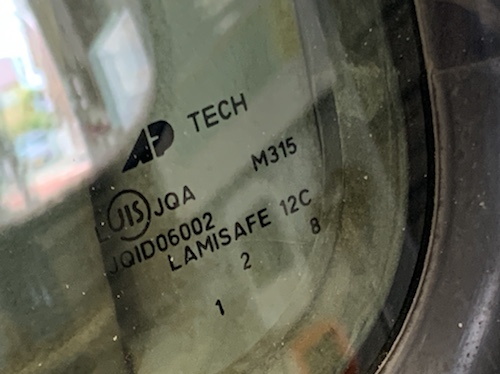 AP TECH
M315
JIS JQA
JQID06002
LAMISAFE 12C
2 8
1